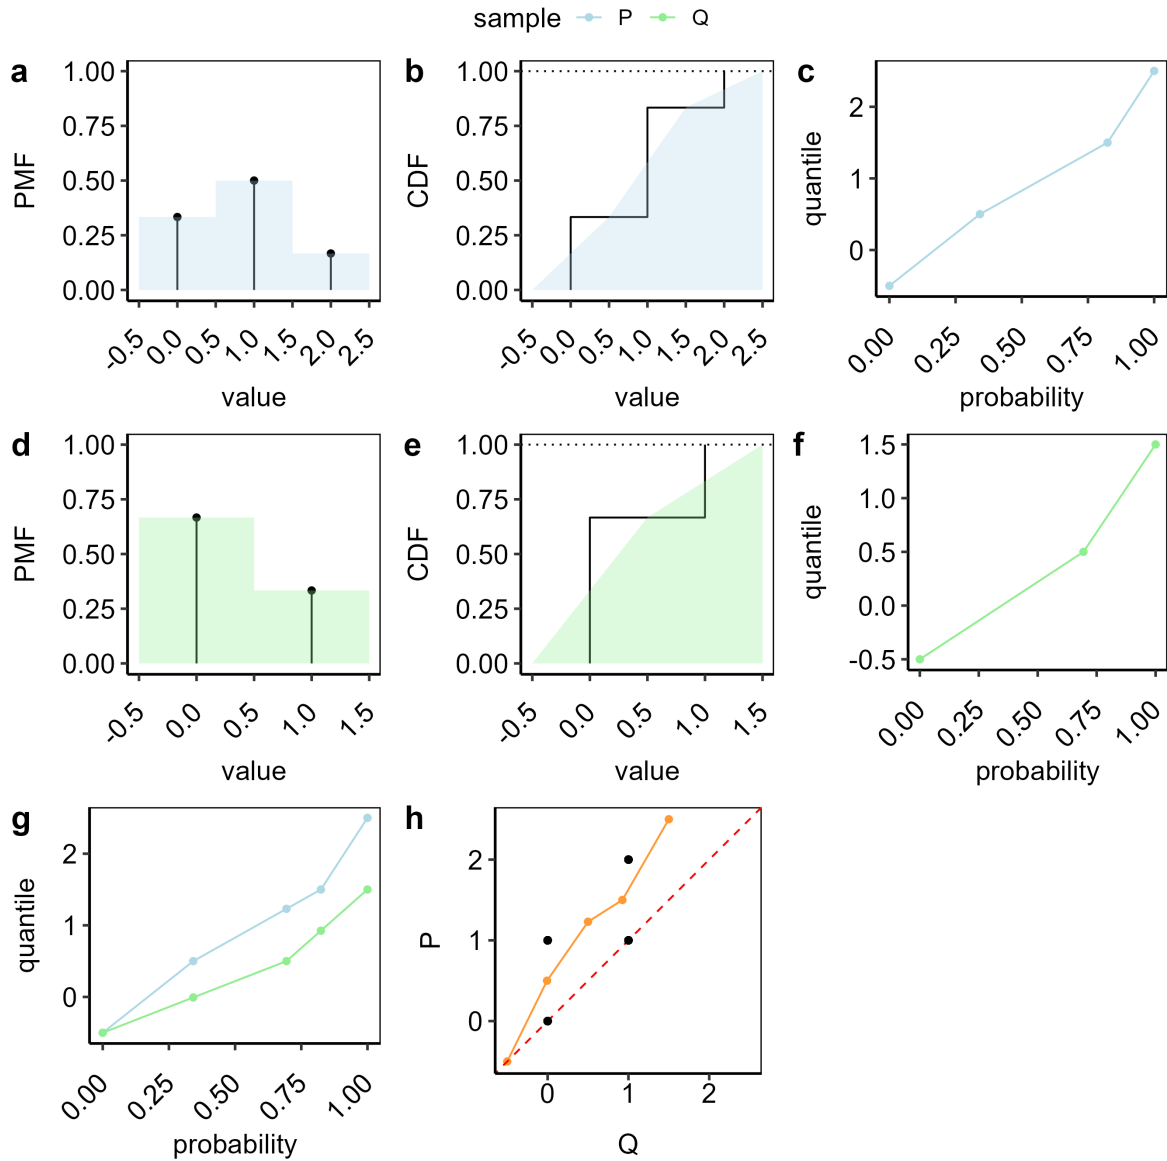 sample P Q
a
PMF
1.00
0.75
0.50
0.25
0.00
-0.5 0.0 0.5 1.0 1.5 2.0 2.5
value
b
CDF
1.00
0.75
0.50
0.25
0.00
-0.5 0.0 0.5 1.0 1.5 2.0 2.5
value
c
quantile
2
1
0
0.00 0.25 0.50 0.75 1.00
probability
d
PMF
1.00
0.75
0.50
0.25
0.00
-0.5 0.0 0.5 1.0 1.5
value
e
CDF
1.00
0.75
0.50
0.25
0.00
-0.5 0.0 0.5 1.0 1.5
value
f
quantile
1.5
1.0
0.5
0.0
-0.5
0.00 0.25 0.50 0.75 1.00
probability
g
quantile
2
1
0
0.00 0.25 0.50 0.75 1.00
probability
h
P
2
1
0
0 1 2
Q